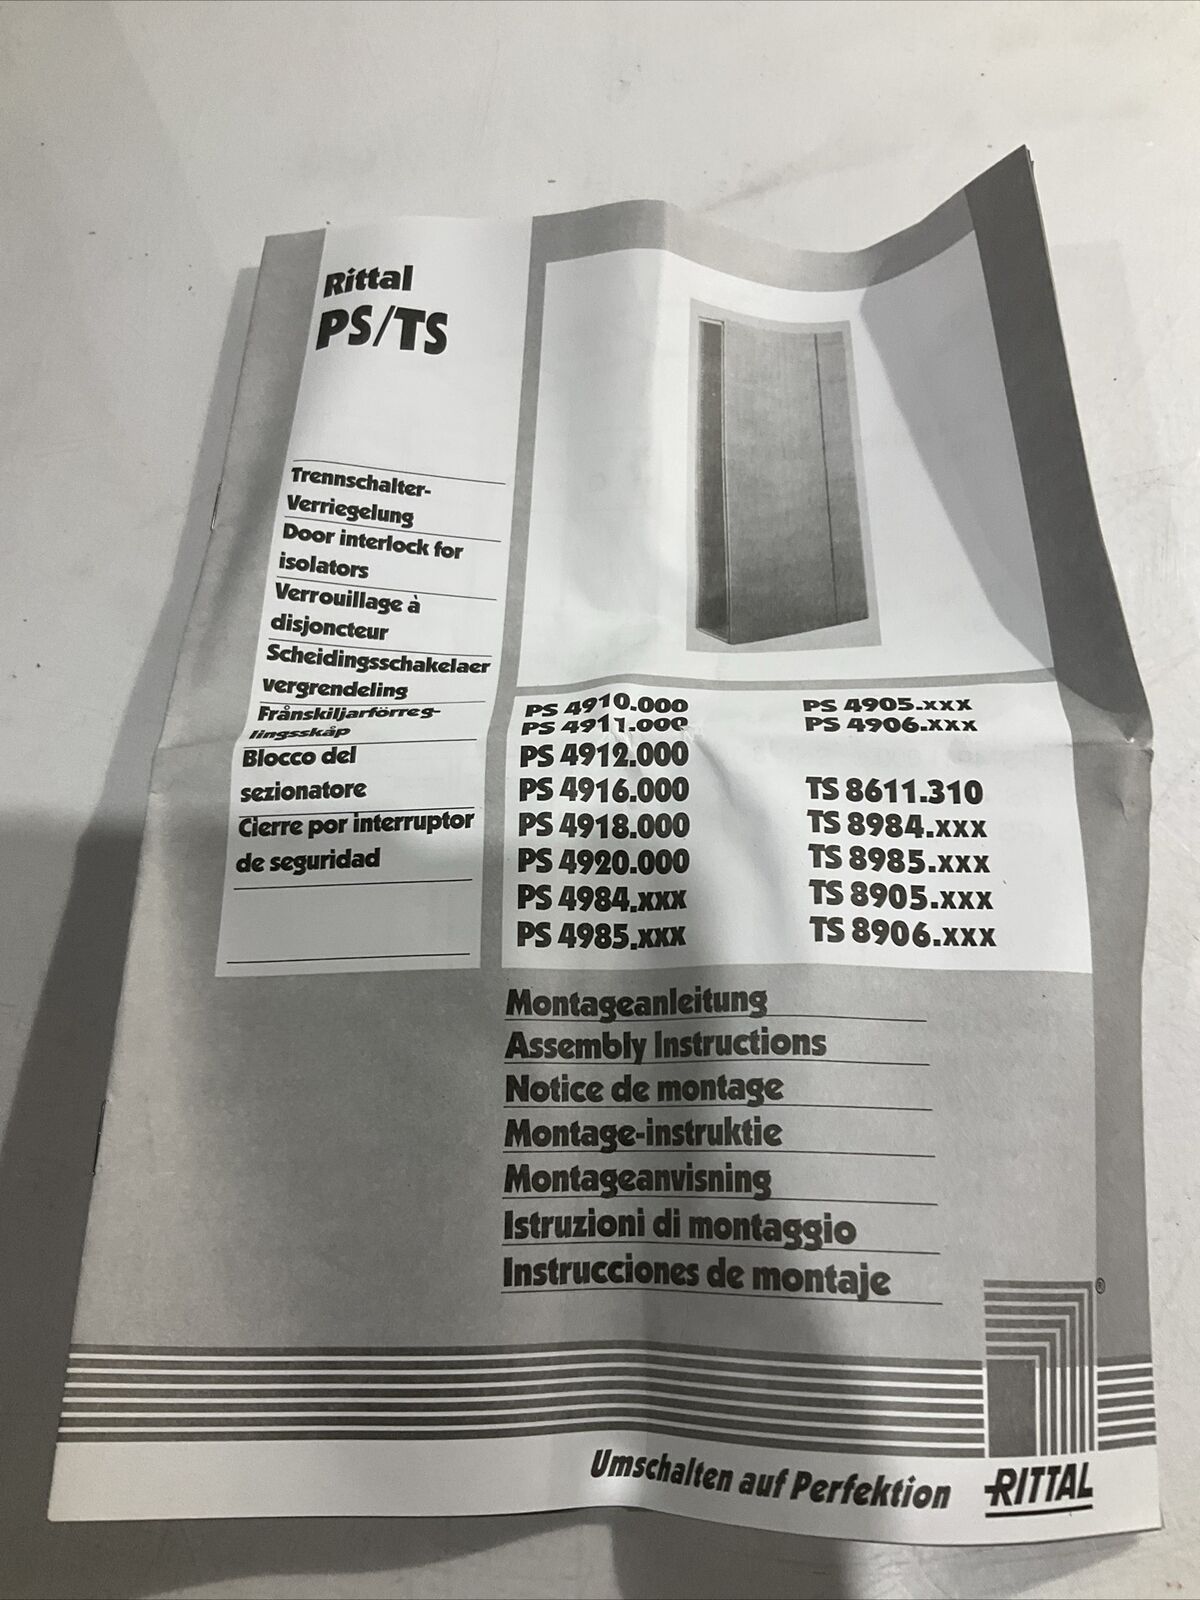 Rittal
PS/TS
Trennschalter-
Verriegelung
Door interlock for
isolators
Verrouillage à
disjoncteur
Scheidingsschakelaer
vergrendeling
Frånskiljarförreg-
lingsskåp
Blocco del
sezionatore
Cierre por interruptor
de seguridad
PS 4910.000
PS 4911.000
PS 4912.000
PS 4916.000
PS 4918.000
PS 4920.000
PS 4984.xxx
PS 4985.xxx
PS 4905.xxx
PS 4906.xxx
TS 8611.310
TS 8984.xxx
TS 8985.xxx
TS 8905.xxx
TS 8906.xxx
Montageanleitung
Assembly Instructions
Notice de montage
Montage-instruktie
Montageanvisning
Istruzioni di montaggio
Instrucciones de montaje
®
Umschalten auf Perfektion
RITTAL